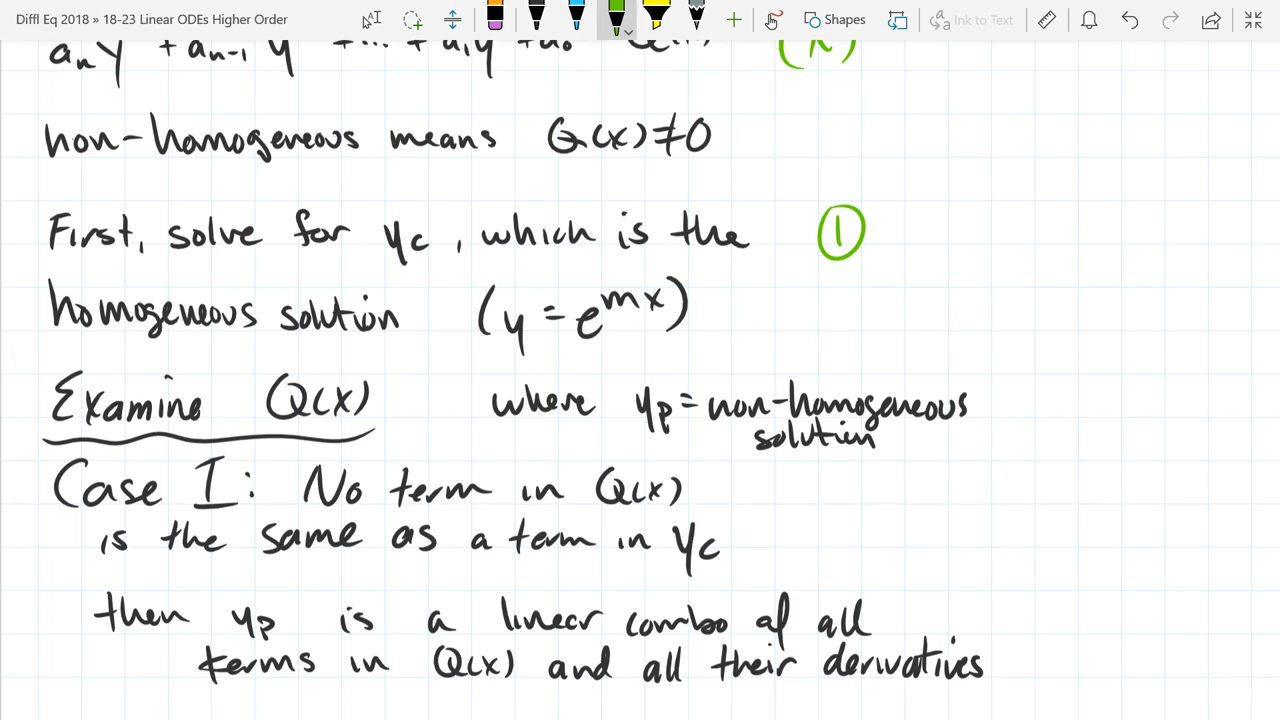 Diffl Eq 2018 » 18-23 Linear ODEs Higher Order
Shapes
Ink to Text
non-homogeneous means Q(x)≠0
First, solve for yc, which is the ①
homogeneous solution (y = e^mx)
Examine Q(x) where yp = non-homogeneous
solution
Case I: No term in Q(x)
is the same as a term in yc
then yp is a linear combo of all
terms in Q(x) and all their derivatives